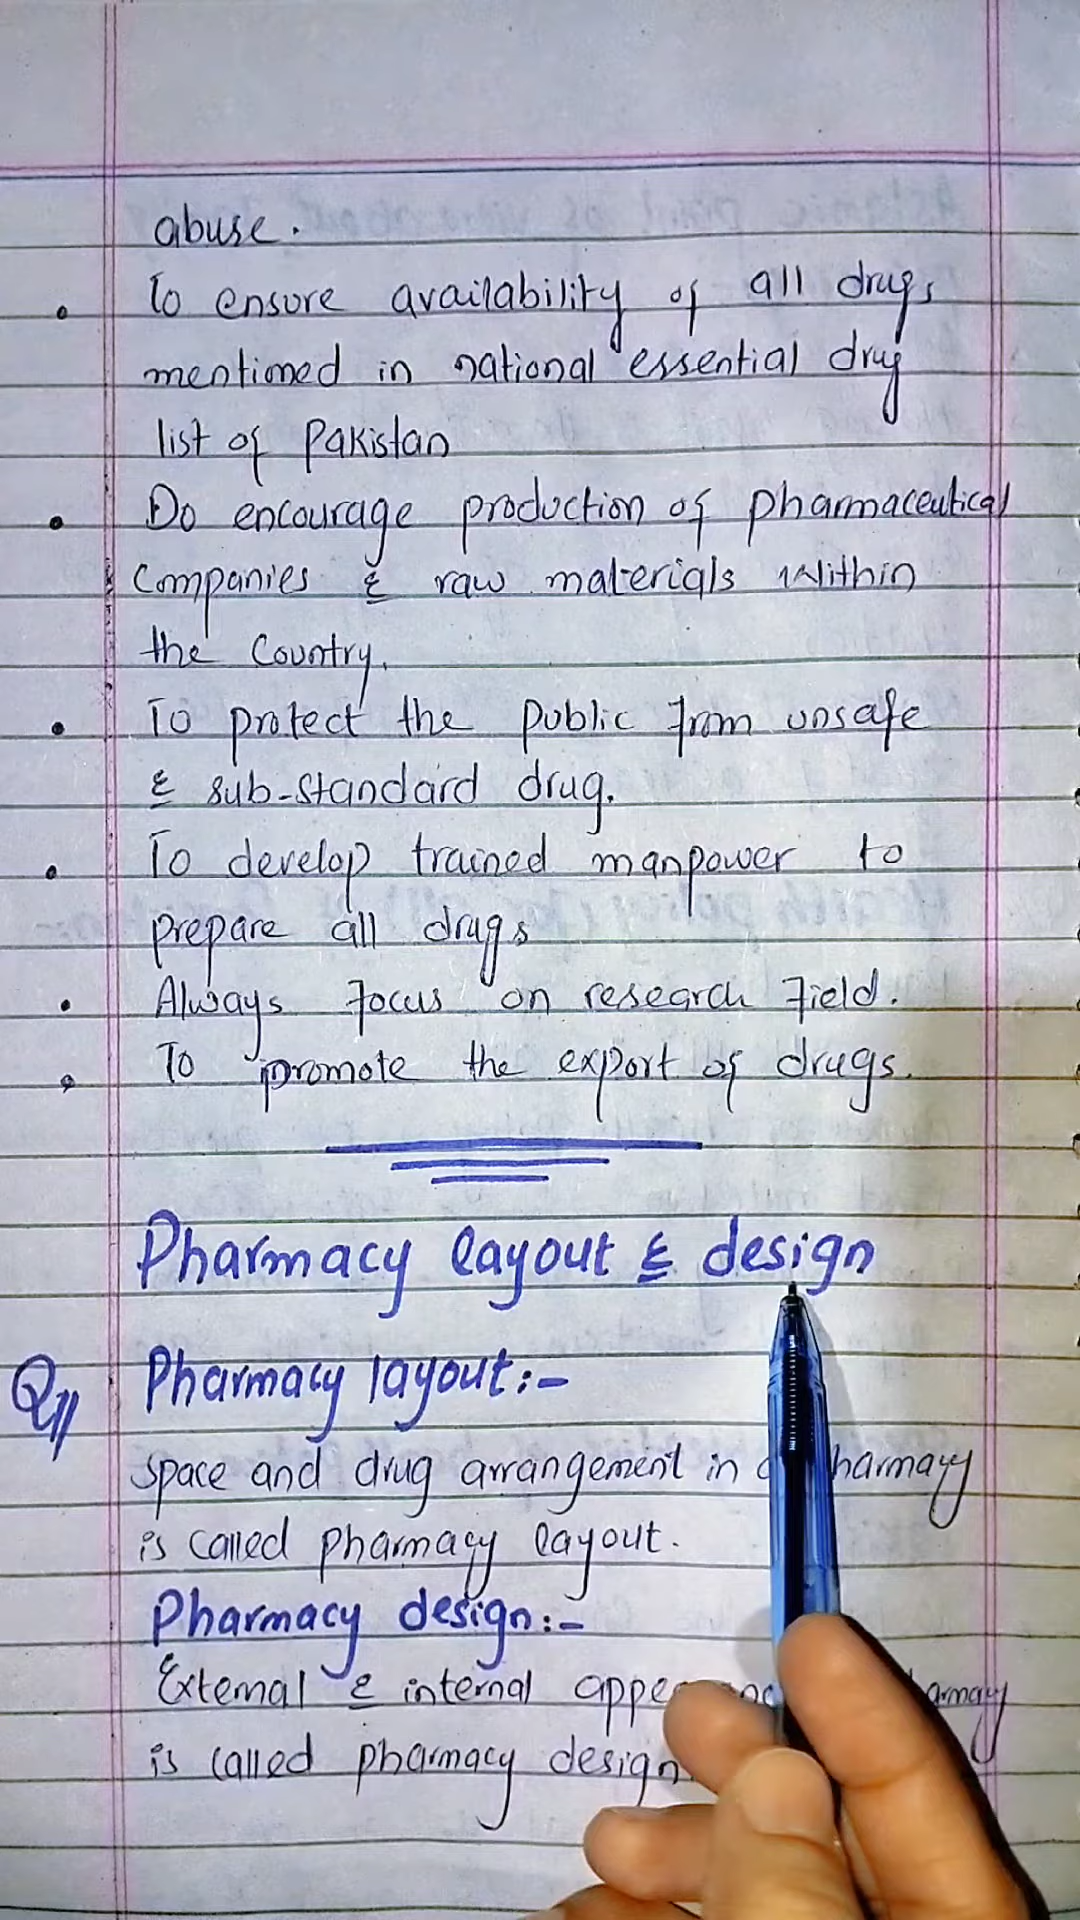 abuse.
• To ensure availability of all drugs
mentioned in national essential drug
list of Pakistan
• Do encourage production of pharmaceutical
Companies & raw materials within
the Country.
• To protect the public from unsafe
& sub-standard drug.
• To develop trained manpower to
prepare all drugs
• Always focus on research field.
• To promote the export of drugs.
Pharmacy layout & design
Q Pharmacy layout:-
space and drug arrangement in harmacy
is called pharmacy layout.
Pharmacy design:-
External & internal appe
is called pharmacy design.